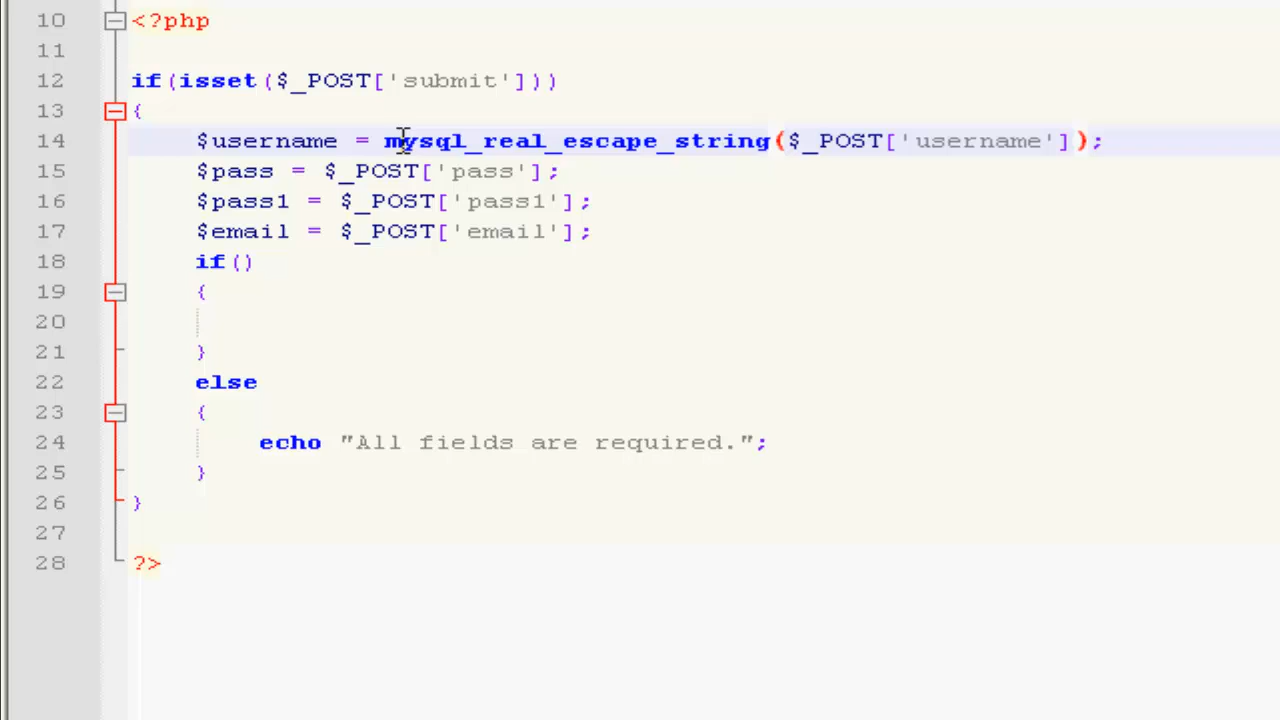 10 <?php
11
12 if(isset($_POST['submit']))
13 {
14 $username = mysql_real_escape_string($_POST['username']);
15 $pass = $_POST['pass'];
16 $pass1 = $_POST['pass1'];
17 $email = $_POST['email'];
18 if()
19 {
20
21 }
22 else
23 {
24 echo "All fields are required.";
25 }
26 }
27
28 ?>